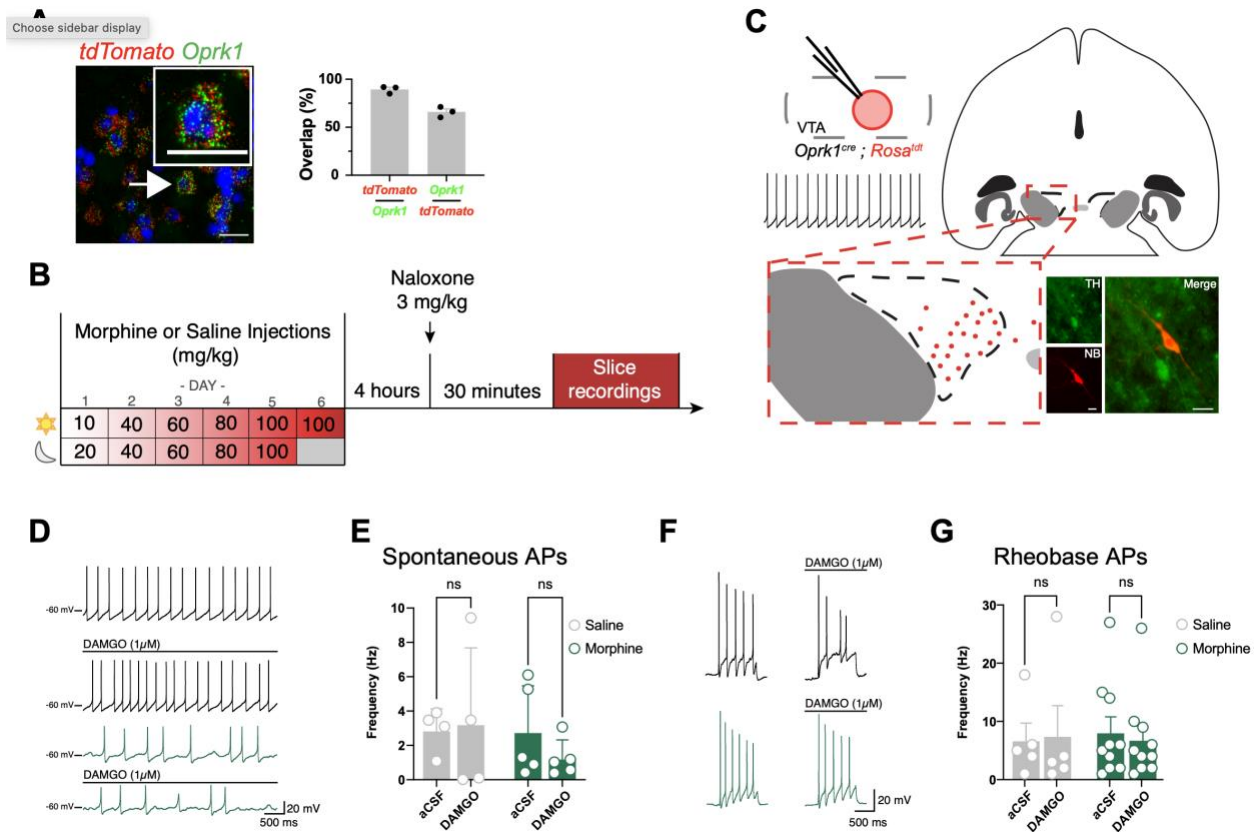 A
Choose sidebar display
tdTomato Oprk1
Overlap (%)
100
50
0
tdTomato
Oprk1
Oprk1
tdTomato
B
Morphine or Saline Injections
(mg/kg)
- DAY -
1 2 3 4 5 6
10 40 60 80 100 100
20 40 60 80 100
Naloxone
3 mg/kg
4 hours
30 minutes
Slice
recordings
C
VTA
Oprk1cre ; Rosatdt
TH
NB
Merge
D
-60 mV
DAMGO (1µM)
-60 mV
-60 mV
DAMGO (1µM)
-60 mV
20 mV
500 ms
E
Spontaneous APs
ns
ns
Frequency (Hz)
10
8
6
4
2
0
aCSF
DAMGO
aCSF
DAMGO
Saline
Morphine
F
DAMGO (1µM)
DAMGO (1µM)
20 mV
500 ms
G
Rheobase APs
ns
ns
Frequency (Hz)
30
20
10
0
aCSF
DAMGO
aCSF
DAMGO
Saline
Morphine